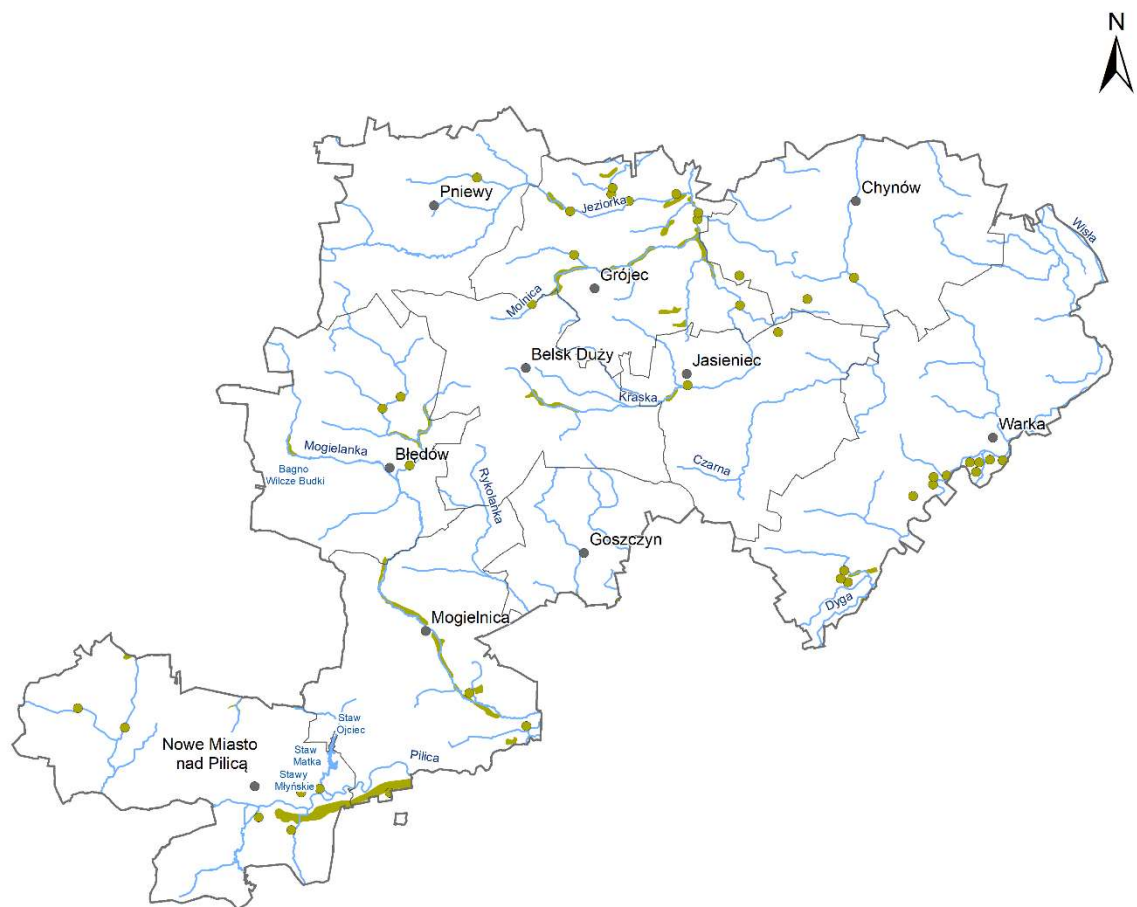 N
Pniewy
Chynów
Jeziorka
Wisła
Grójec
Molnica
Belsk Duży
Jasieniec
Kraska
Warka
Mogielanka
Błędów
Czarna
Bagno
Wilcze Budki
Rykolanka
Goszczyn
Dyga
Mogielnica
Staw
Ojciec
Nowe Miasto
nad Pilicą
Staw
Matka
Pilica
Stawy
Młyńskie